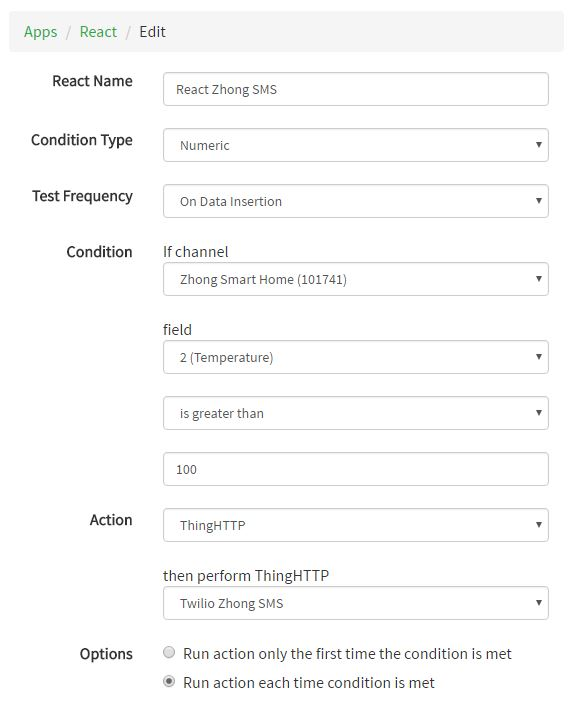 Apps / React / Edit
React Name
React Zhong SMS
Condition Type
Numeric
Test Frequency
On Data Insertion
Condition
If channel
Zhong Smart Home (101741)
field
2 (Temperature)
is greater than
100
Action
ThingHTTP
then perform ThingHTTP
Twilio Zhong SMS
Options
Run action only the first time the condition is met
Run action each time condition is met